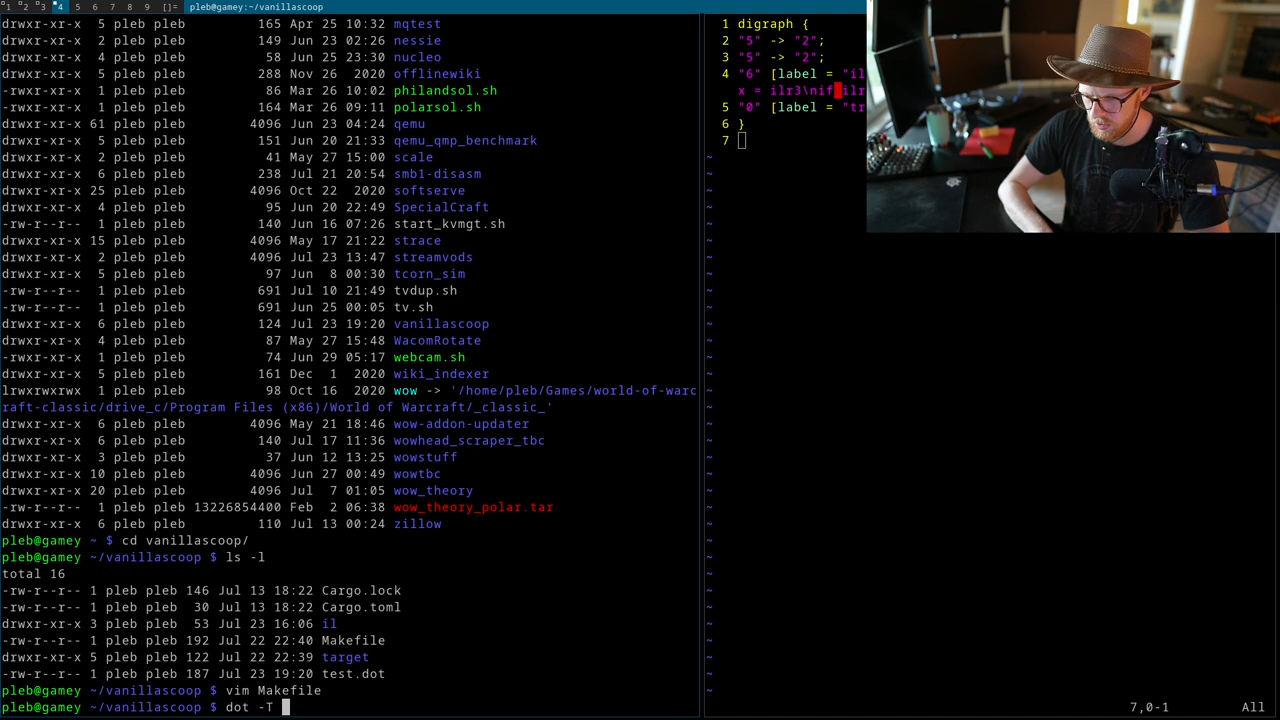 1 2 3 4 5 6 7 8 9 []= pleb@gamey:~/vanillascoop
drwxr-xr-x 5 pleb pleb 165 Apr 25 10:32 mqtest
drwxr-xr-x 2 pleb pleb 149 Jun 23 02:26 nessie
drwxr-xr-x 4 pleb pleb 58 Jun 25 23:30 nucleo
drwxr-xr-x 6 pleb pleb 288 Nov 26 2020 offlinewiki
-rwxr-xr-x 1 pleb pleb 86 Mar 26 10:02 philandsol.sh
-rwxr-xr-x 1 pleb pleb 164 Mar 26 09:11 polarsol.sh
drwxr-xr-x 61 pleb pleb 4096 Jun 23 04:24 qemu
drwxr-xr-x 5 pleb pleb 151 Jun 20 21:33 qemu_qmp_benchmark
drwxr-xr-x 2 pleb pleb 41 May 27 15:00 scale
drwxr-xr-x 6 pleb pleb 238 Jul 21 20:54 smb1-disasm
drwxr-xr-x 25 pleb pleb 4096 Oct 22 2020 softserve
drwxr-xr-x 4 pleb pleb 95 Jun 20 22:49 SpecialCraft
-rw-r--r-- 1 pleb pleb 140 Jun 16 07:26 start_kvmgt.sh
drwxr-xr-x 15 pleb pleb 4096 May 17 21:22 strace
drwxr-xr-x 2 pleb pleb 4096 Jul 23 13:47 streamvods
drwxr-xr-x 5 pleb pleb 97 Jun 8 00:30 tcorn_sim
-rw-r--r-- 1 pleb pleb 691 Jul 10 21:49 tvdup.sh
-rw-r--r-- 1 pleb pleb 691 Jun 25 00:05 tv.sh
drwxr-xr-x 6 pleb pleb 124 Jul 23 19:20 vanillascoop
drwxr-xr-x 4 pleb pleb 87 May 27 15:48 WacomRotate
-rwxr-xr-x 1 pleb pleb 74 Jun 29 05:17 webcam.sh
drwxr-xr-x 5 pleb pleb 161 Dec 1 2020 wiki_indexer
lrwxrwxrwx 1 pleb pleb 98 Oct 16 2020 wow -> '/home/pleb/Games/world-of-warc
raft-classic/drive_c/Program Files (x86)/World of Warcraft/_classic_'
drwxr-xr-x 6 pleb pleb 4096 May 21 18:46 wow-addon-updater
drwxr-xr-x 6 pleb pleb 140 Jul 17 11:36 wowhead_scraper_tbc
drwxr-xr-x 3 pleb pleb 37 Jun 12 13:25 wowstuff
drwxr-xr-x 10 pleb pleb 4096 Jun 27 00:49 wowtbc
drwxr-xr-x 20 pleb pleb 4096 Jul 7 01:05 wow_theory
-rw-r--r-- 1 pleb pleb 13226854400 Feb 2 06:38 wow_theory_polar.tar
drwxr-xr-x 6 pleb pleb 110 Jul 13 00:24 zillow
pleb@gamey ~ $ cd vanillascoop/
pleb@gamey ~/vanillascoop $ ls -l
total 16
-rw-r--r-- 1 pleb pleb 146 Jul 13 18:22 Cargo.lock
-rw-r--r-- 1 pleb pleb 30 Jul 13 18:22 Cargo.toml
drwxr-xr-x 3 pleb pleb 53 Jul 23 16:06 il
-rw-r--r-- 1 pleb pleb 192 Jul 22 22:40 Makefile
drwxr-xr-x 5 pleb pleb 122 Jul 22 22:39 target
-rw-r--r-- 1 pleb pleb 187 Jul 23 19:20 test.dot
pleb@gamey ~/vanillascoop $ vim Makefile
pleb@gamey ~/vanillascoop $ dot -T
1 digraph {
2 "5" -> "2";
3 "5" -> "2";
4 "6" [label = "il
x = ilr3\nif ilr
5 "0" [label = "tr
6 }
7
7,0-1 All